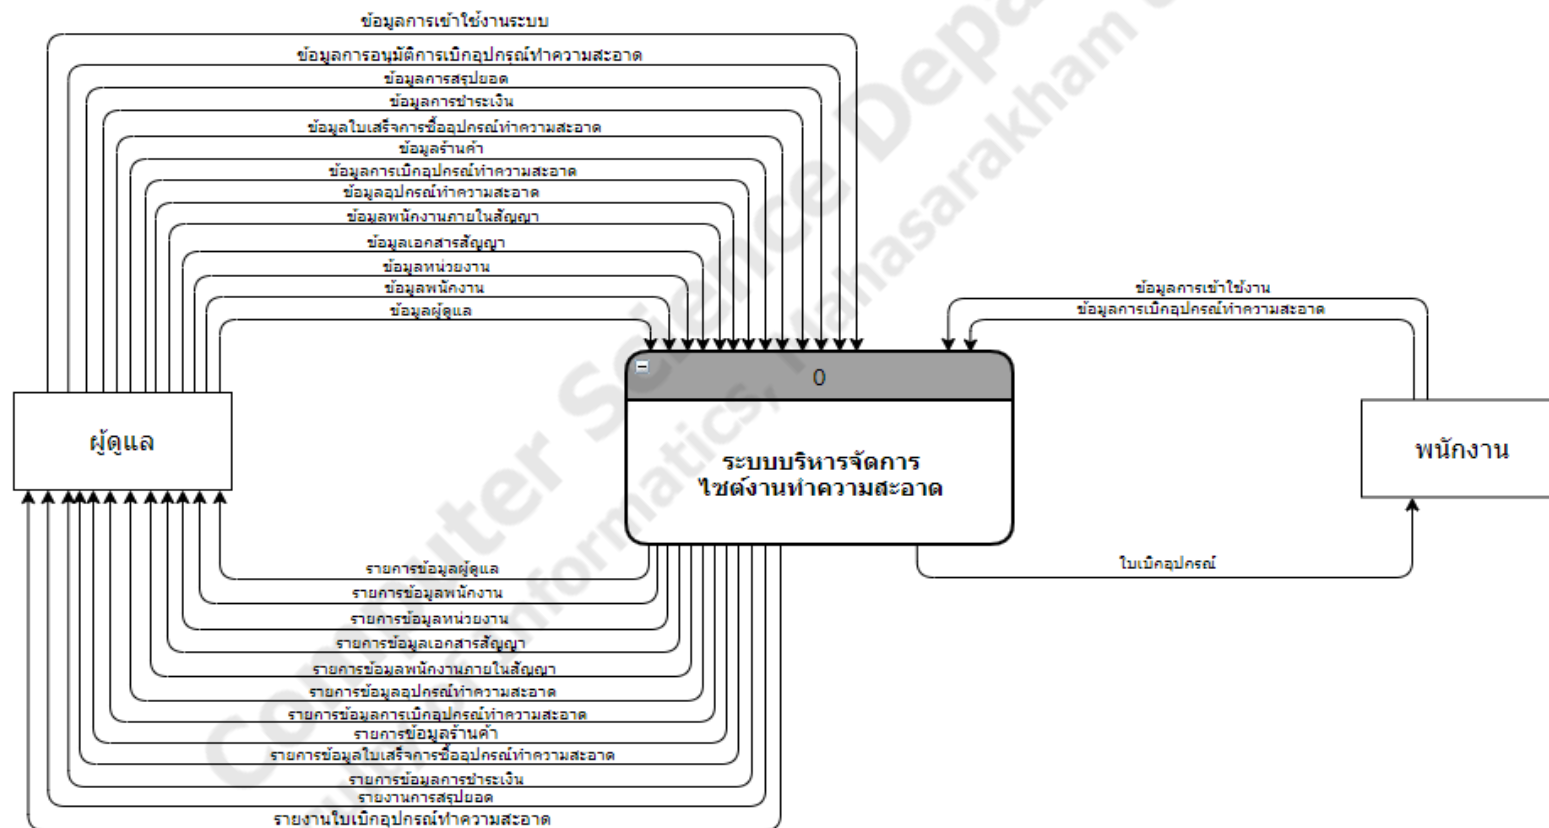 ข้อมูลการเข้าใช้งานระบบ
ข้อมูลการอนุมัติการเบิกอุปกรณ์ทำความสะอาด
ข้อมูลการสรุปยอด
ข้อมูลการชำระเงิน
ข้อมูลใบเสร็จการซื้ออุปกรณ์ทำความสะอาด
ข้อมูลร้านค้า
ข้อมูลการเบิกอุปกรณ์ทำความสะอาด
ข้อมูลอุปกรณ์ทำความสะอาด
ข้อมูลพนักงานภายในสัญญา
ข้อมูลเอกสารสัญญา
ข้อมูลหน่วยงาน
ข้อมูลพนักงาน
ข้อมูลผู้ดูแล
ข้อมูลการเข้าใช้งาน
ข้อมูลการเบิกอุปกรณ์ทำความสะอาด
0
ผู้ดูแล
ระบบบริหารจัดการ
ไซต์งานทำความสะอาด
พนักงาน
ใบเบิกอุปกรณ์
รายการข้อมูลผู้ดูแล
รายการข้อมูลพนักงาน
รายการข้อมูลหน่วยงาน
รายการข้อมูลเอกสารสัญญา
รายการข้อมูลพนักงานภายในสัญญา
รายการข้อมูลอุปกรณ์ทำความสะอาด
รายการข้อมูลการเบิกอุปกรณ์ทำความสะอาด
รายการข้อมูลร้านค้า
รายการข้อมูลใบเสร็จการซื้ออุปกรณ์ทำความสะอาด
รายการข้อมูลการชำระเงิน
รายงานการสรุปยอด
รายงานใบเบิกอุปกรณ์ทำความสะอาด
Computer Science
of Informatics, Mahasarakham